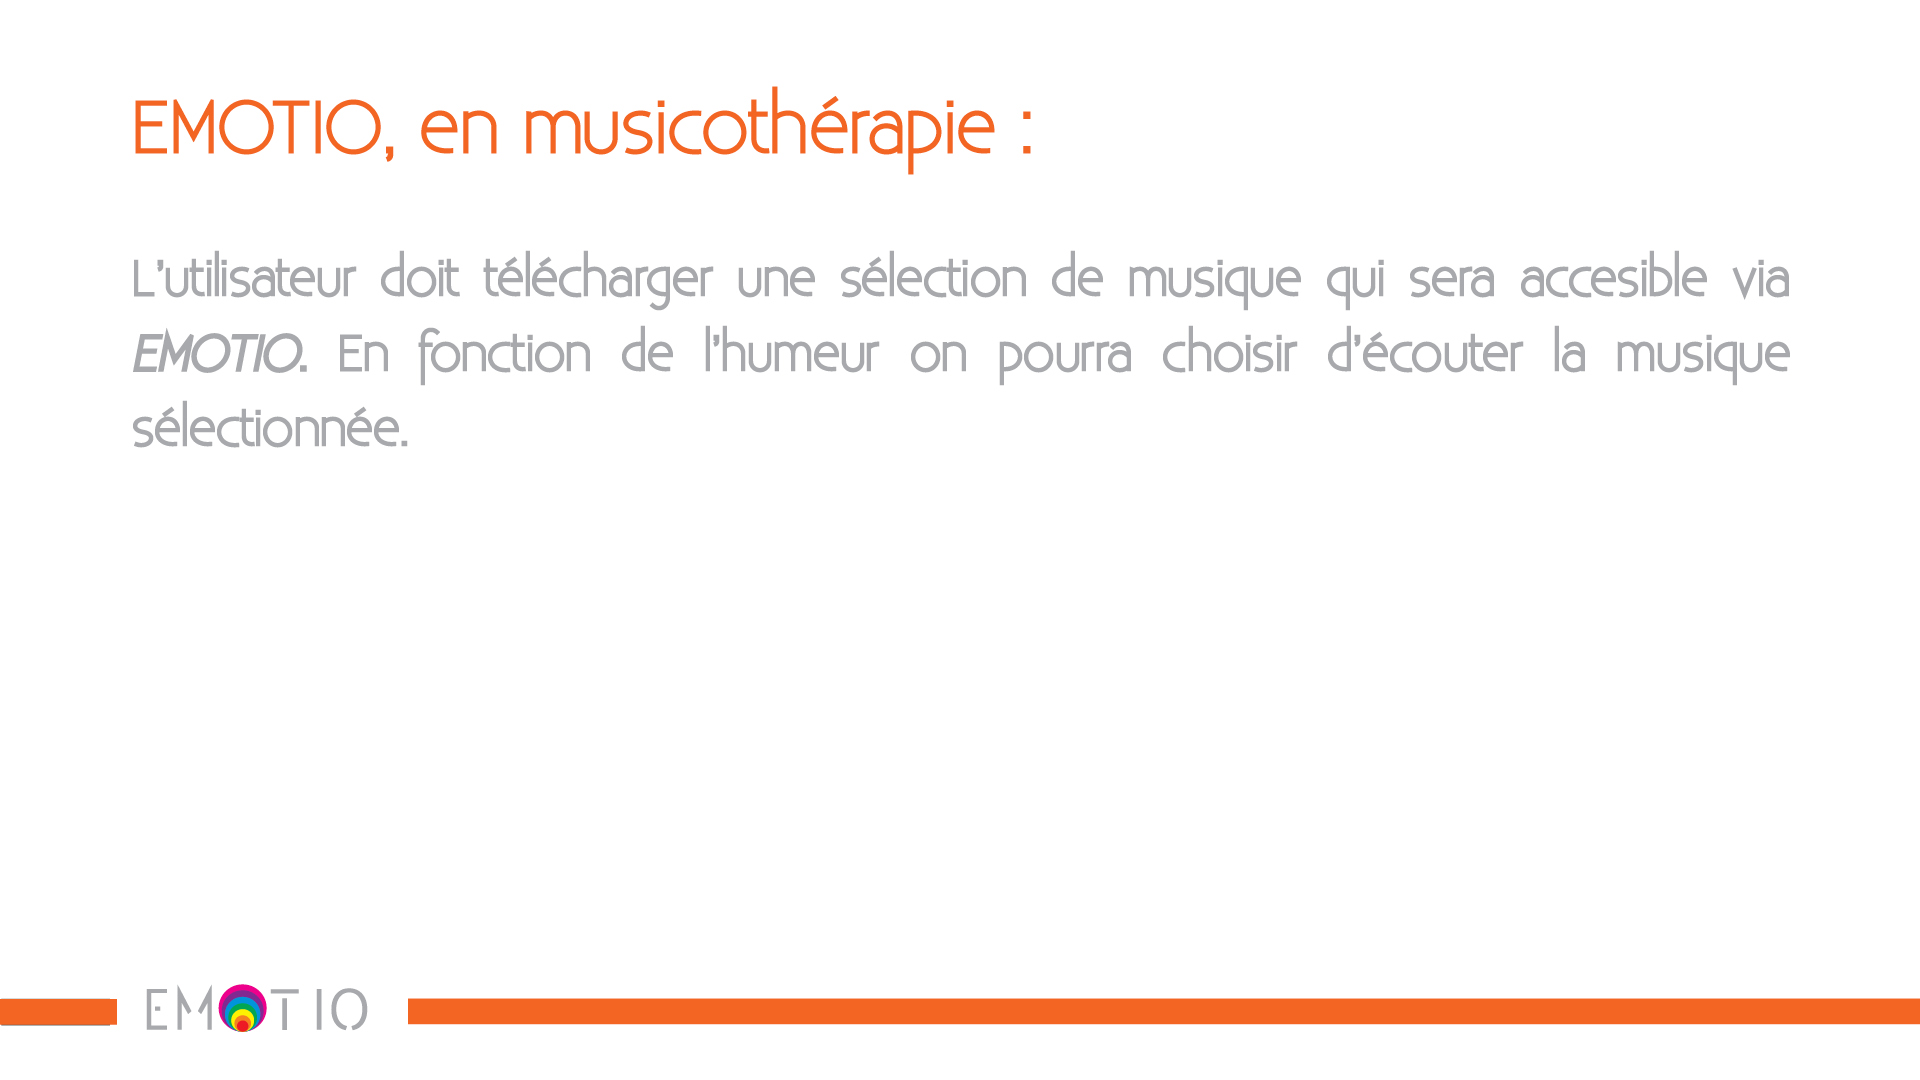 EMOTIO, en musicothérapie :
L'utilisateur doit télécharger une sélection de musique qui sera accesible via
EMOTIO. En fonction de l'humeur on pourra choisir d'écouter la musique
sélectionnée.
EMOTIO